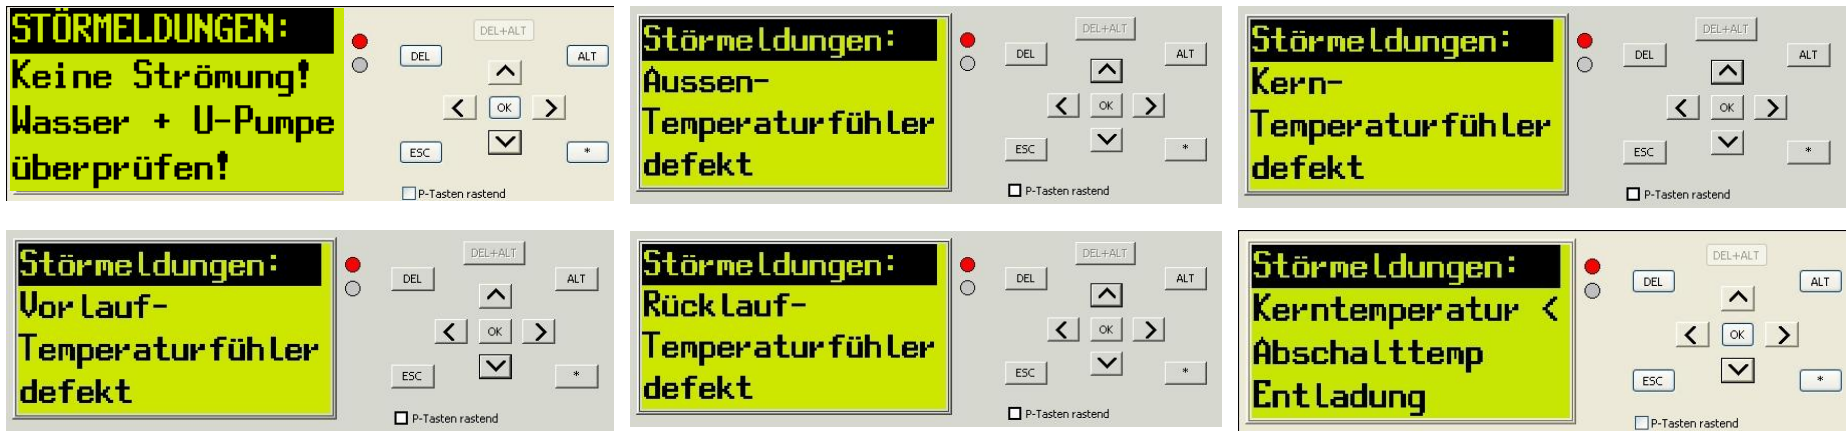 STÖRMELDUNGEN:
Keine Strömung!
Wasser + U-Pumpe
überprüfen!
DEL+ALT
DEL
ALT
OK
ESC
*
P-Tasten rastend
Störmeldungen:
Aussen-
Temperaturfühler
defekt
DEL+ALT
DEL
ALT
OK
ESC
*
P-Tasten rastend
Störmeldungen:
Kern-
Temperaturfühler
defekt
DEL+ALT
DEL
ALT
OK
ESC
*
P-Tasten rastend
Störmeldungen:
Vorlauf-
Temperaturfühler
defekt
DEL+ALT
DEL
ALT
OK
ESC
*
P-Tasten rastend
Störmeldungen:
Rücklauf-
Temperaturfühler
defekt
DEL+ALT
DEL
ALT
OK
ESC
*
P-Tasten rastend
Störmeldungen:
Kerntemperatur <
Abschalttemp
Entladung
DEL+ALT
DEL
ALT
OK
ESC
*
P-Tasten rastend